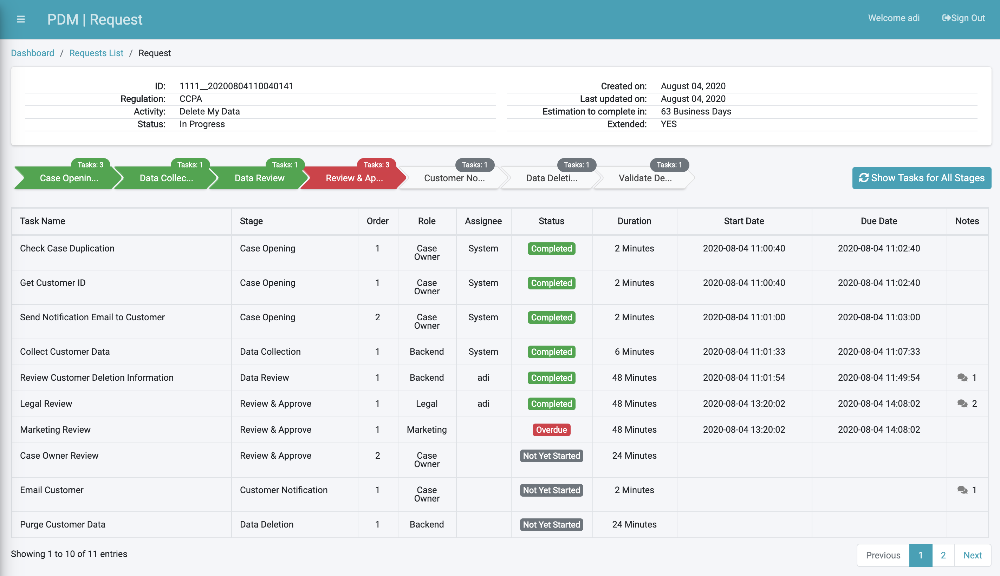 PDM | Request
Welcome adi
Sign Out
Dashboard / Requests List / Request
ID: 1111__20200804110040141
Created on: August 04, 2020
Regulation: CCPA
Last updated on: August 04, 2020
Activity: Delete My Data
Estimation to complete in: 63 Business Days
Status: In Progress
Extended: YES
Tasks: 3
Case Openin...
Tasks: 1
Data Collec...
Tasks: 1
Data Review
Tasks: 3
Review & Ap...
Tasks: 1
Customer No...
Tasks: 1
Data Deleti...
Tasks: 1
Validate De...
Show Tasks for All Stages
Task Name Stage Order Role Assignee Status Duration Start Date Due Date Notes
Check Case Duplication Case Opening 1 Case Owner System Completed 2 Minutes 2020-08-04 11:00:40 2020-08-04 11:02:40
Get Customer ID Case Opening 1 Case Owner System Completed 2 Minutes 2020-08-04 11:00:40 2020-08-04 11:02:40
Send Notification Email to Customer Case Opening 2 Case Owner System Completed 2 Minutes 2020-08-04 11:01:00 2020-08-04 11:03:00
Collect Customer Data Data Collection 1 Backend System Completed 6 Minutes 2020-08-04 11:01:33 2020-08-04 11:07:33
Review Customer Deletion Information Data Review 1 Backend adi Completed 48 Minutes 2020-08-04 11:01:54 2020-08-04 11:49:54 1
Legal Review Review & Approve 1 Legal adi Completed 48 Minutes 2020-08-04 13:20:02 2020-08-04 14:08:02 2
Marketing Review Review & Approve 1 Marketing Overdue 48 Minutes 2020-08-04 13:20:02 2020-08-04 14:08:02
Case Owner Review Review & Approve 2 Case Owner Not Yet Started 24 Minutes
Email Customer Customer Notification 1 Case Owner Not Yet Started 2 Minutes 1
Purge Customer Data Data Deletion 1 Backend Not Yet Started 24 Minutes
Showing 1 to 10 of 11 entries
Previous 1 2 Next